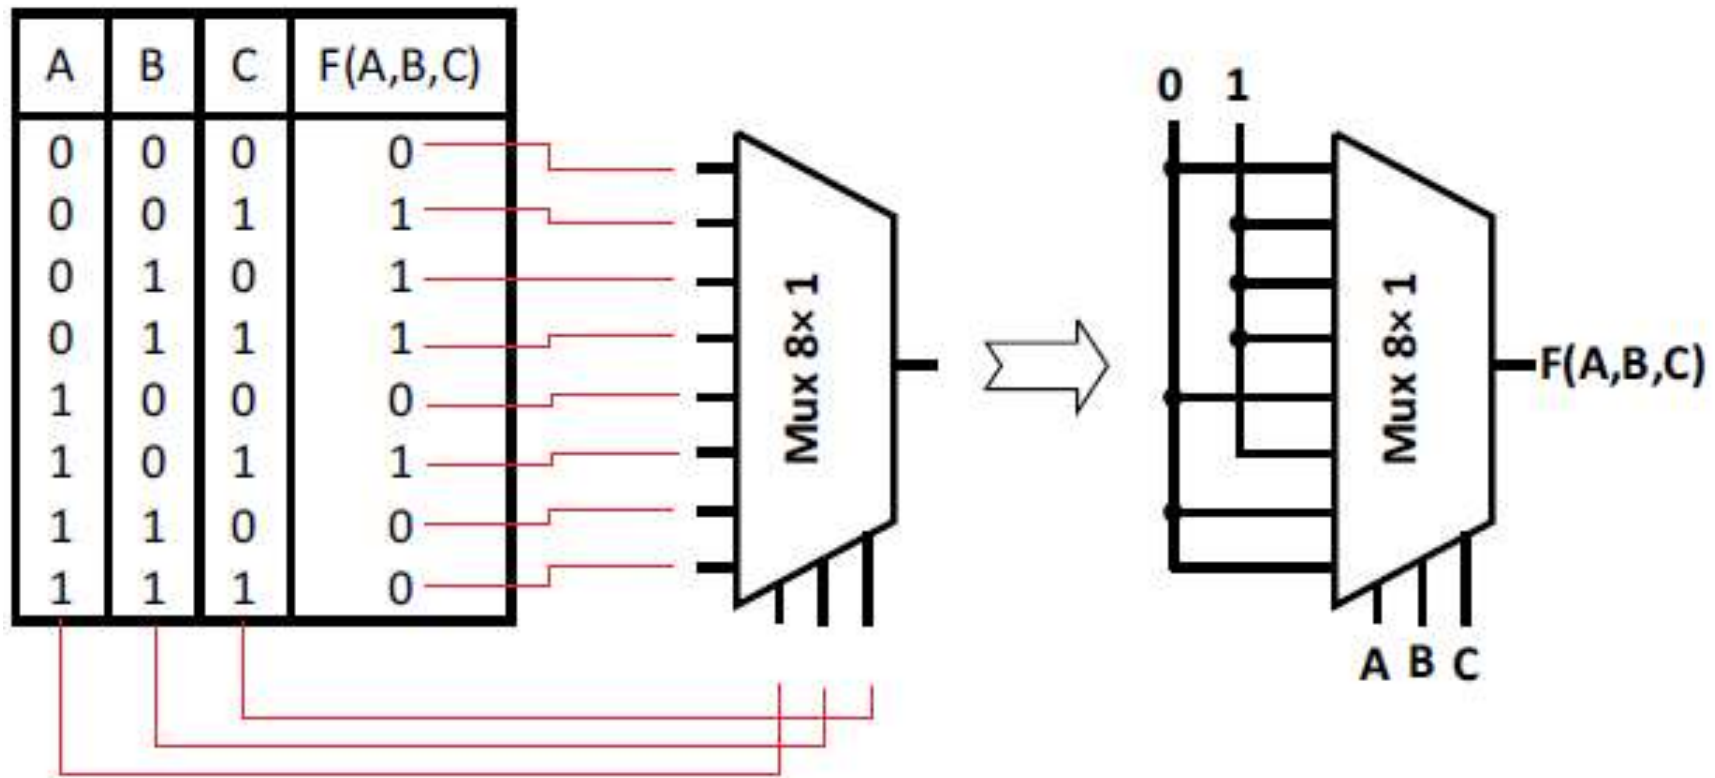 A B C F(A,B,C)
0 0 0 0
0 0 1 1
0 1 0 1
0 1 1 1
1 0 0 0
1 0 1 1
1 1 0 0
1 1 1 0
Mux 8× 1
0 1
Mux 8× 1
F(A,B,C)
A B C